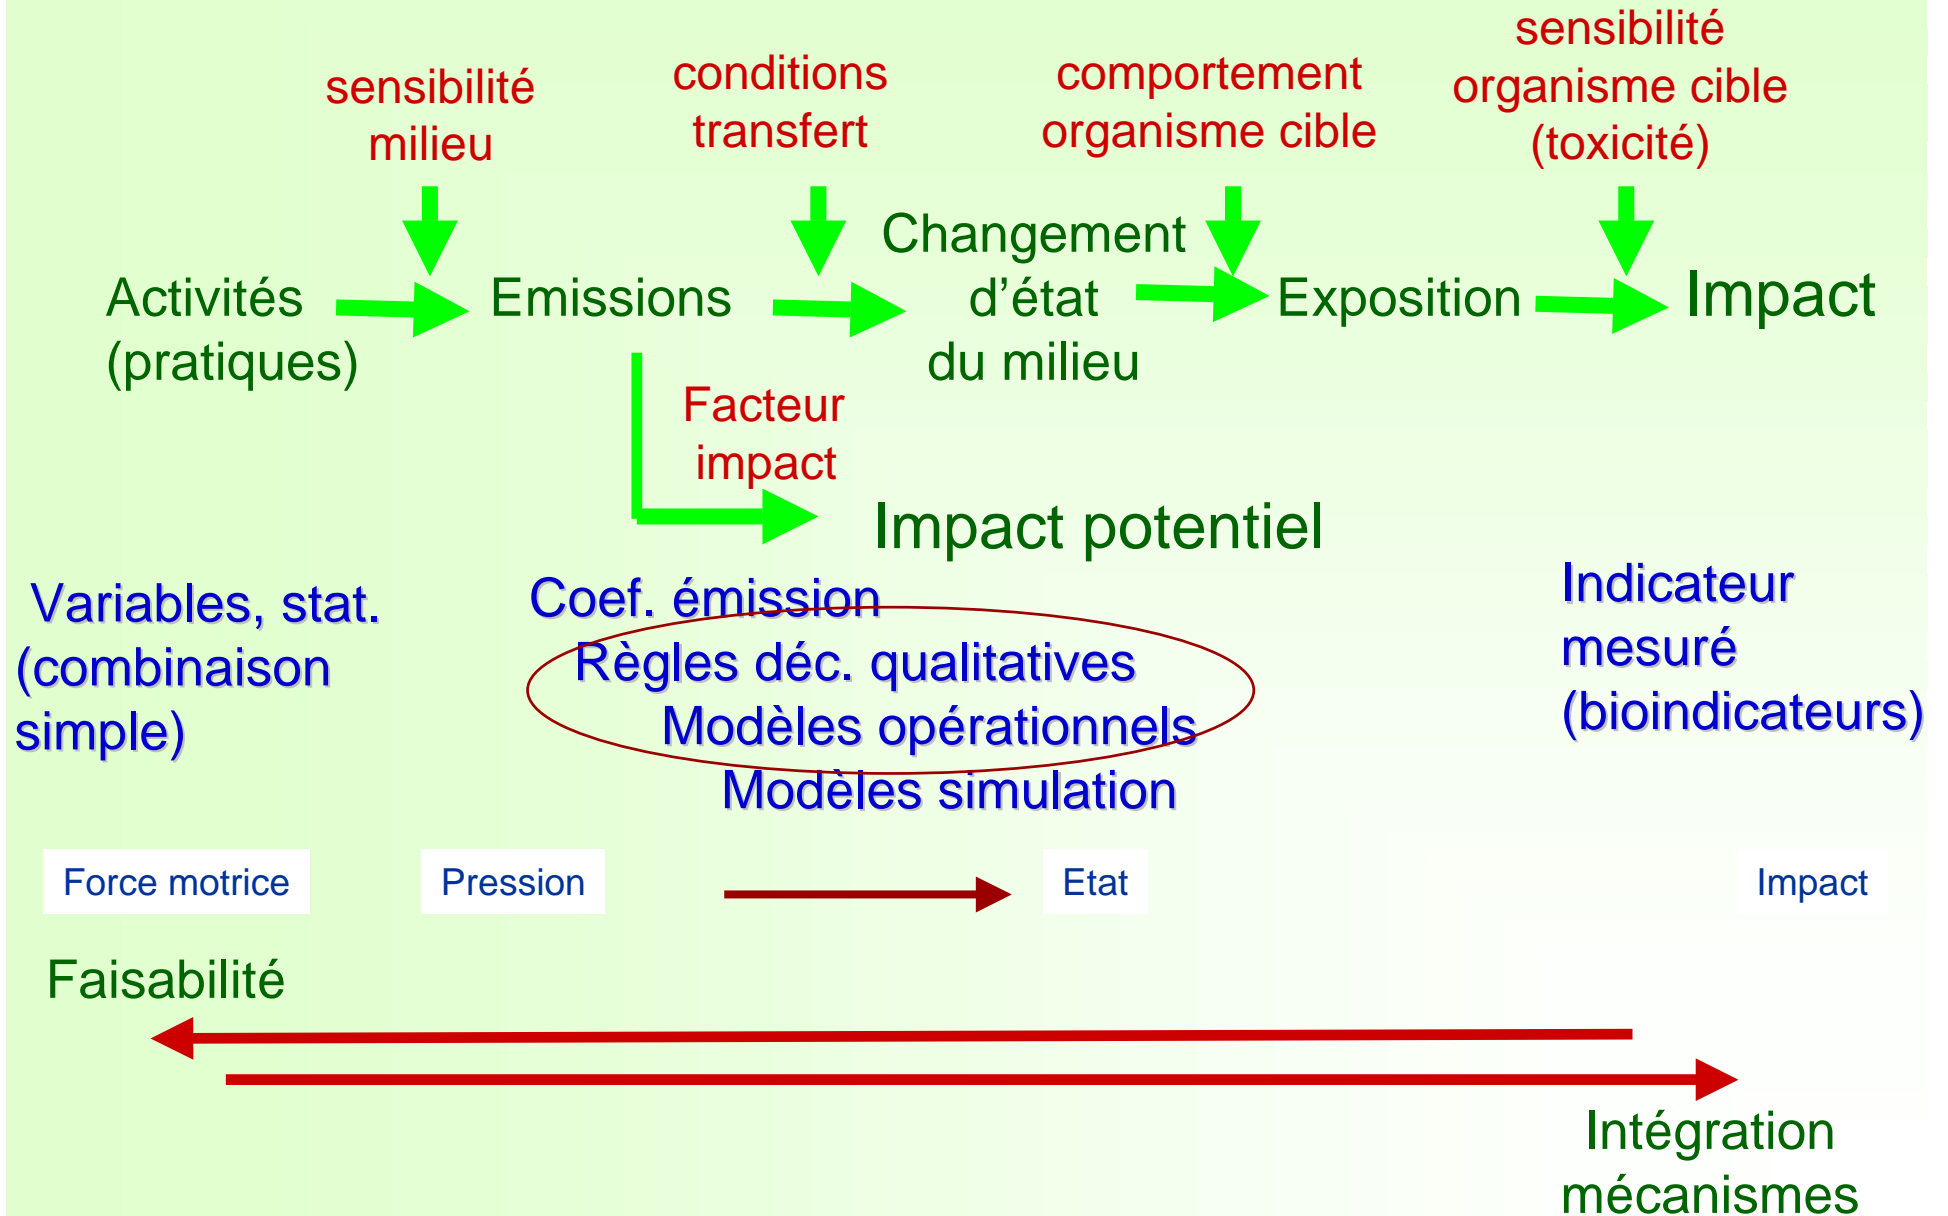 sensibilité
milieu
conditions
transfert
comportement
organisme cible
sensibilité
organisme cible
(toxicité)
Activités
(pratiques)
Emissions
Changement
d’état
du milieu
Exposition
Impact
Facteur
impact
Impact potentiel
Variables, stat.
(combinaison
simple)
Coef. émission
Règles déc. qualitatives
Modèles opérationnels
Modèles simulation
Indicateur
mesuré
(bioindicateurs)
Force motrice
Pression
Etat
Impact
Faisabilité
Intégration
mécanismes